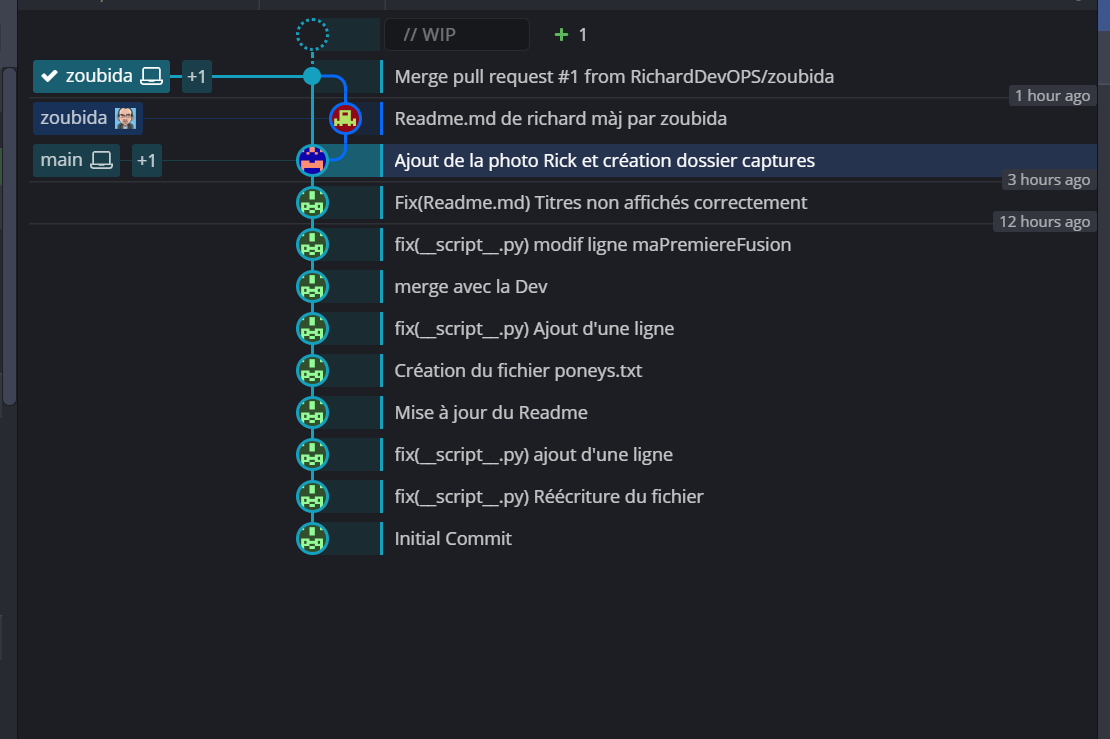 // WIP + 1
zoubida +1 Merge pull request #1 from RichardDevOPS/zoubida
1 hour ago
zoubida Readme.md de richard màj par zoubida
main +1 Ajout de la photo Rick et création dossier captures
3 hours ago
Fix(Readme.md) Titres non affichés correctement
12 hours ago
fix(__script__.py) modif ligne maPremiereFusion
merge avec la Dev
fix(__script__.py) Ajout d'une ligne
Création du fichier poneys.txt
Mise à jour du Readme
fix(__script__.py) ajout d'une ligne
fix(__script__.py) Réécriture du fichier
Initial Commit